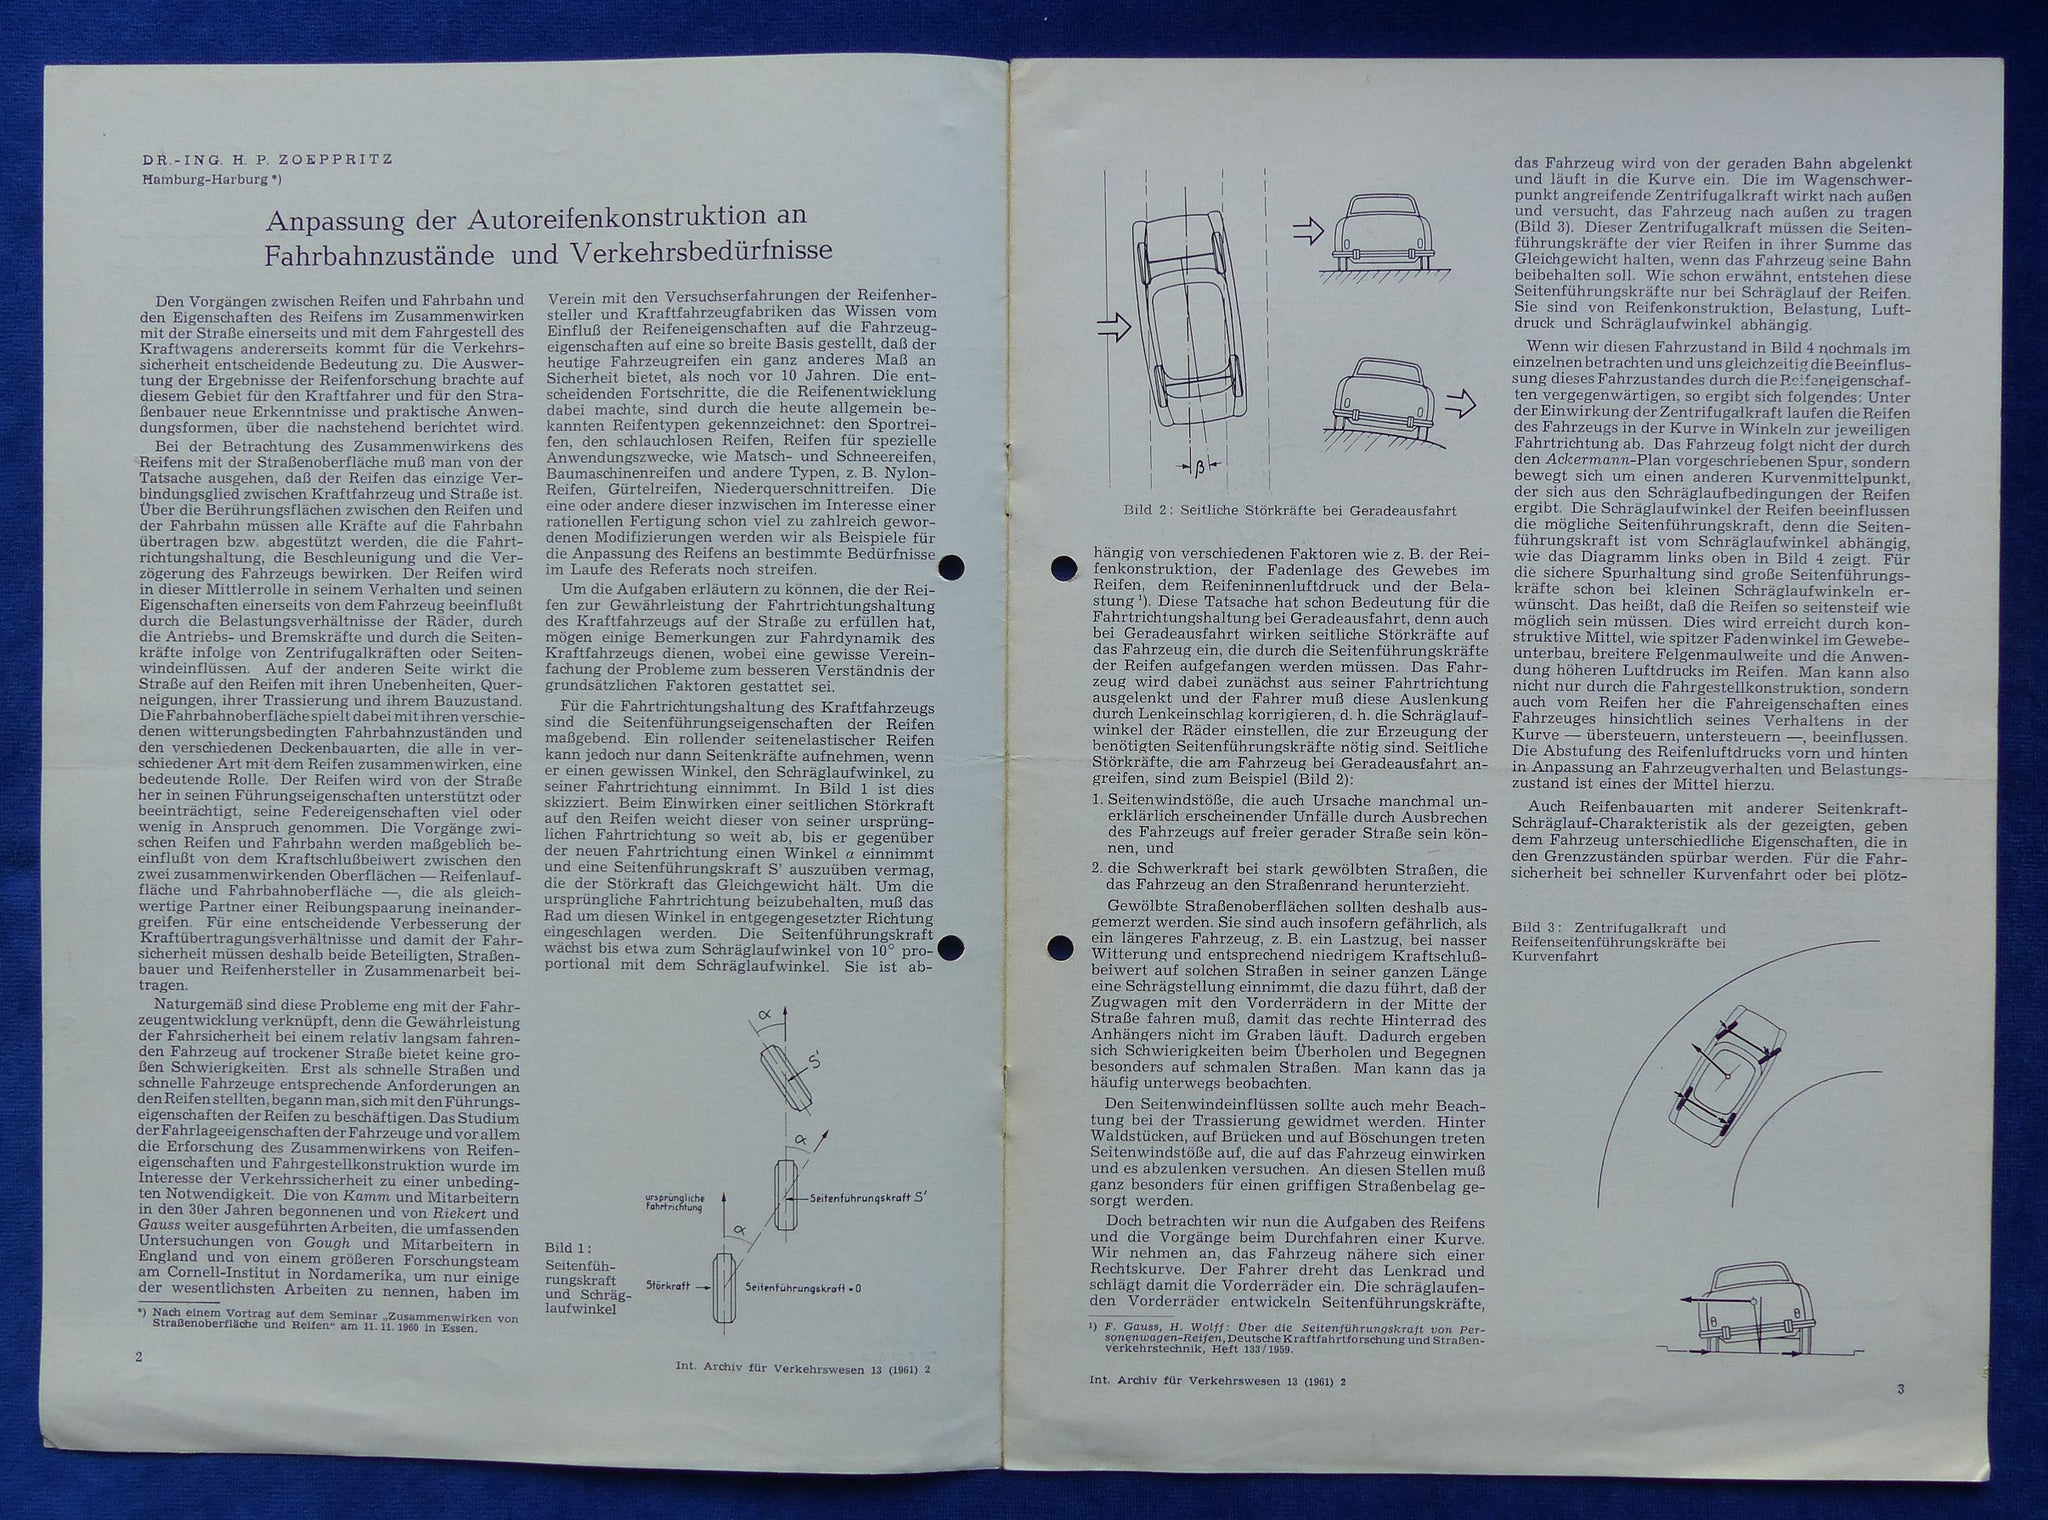 DR.-ING. H. P. ZOEPPRITZ
Hamburg-Harburg *)
Anpassung der Autoreifenkonstruktion an
Fahrbahnzustände und Verkehrsbedürfnisse
Den Vorgängen zwischen Reifen und Fahrbahn und
den Eigenschaften des Reifens im Zusammenwirken
mit der Straße einerseits und mit dem Fahrgestell des
Kraftwagens andererseits kommt für die Verkehrs-
sicherheit entscheidende Bedeutung zu. Die Auswer-
tung der Ergebnisse der Reifenforschung brachte auf
diesem Gebiet für den Kraftfahrer und für den Stra-
ßenbauer neue Erkenntnisse und praktische Anwen-
dungsformen, über die nachstehend berichtet wird.
Bei der Betrachtung des Zusammenwirkens des
Reifens mit der Straßenoberfläche muß man von der
Tatsache ausgehen, daß der Reifen das einzige Ver-
bindungsglied zwischen Kraftfahrzeug und Straße ist.
Über die Berührungsflächen zwischen den Reifen und
der Fahrbahn müssen alle Kräfte auf die Fahrbahn
übertragen bzw. abgestützt werden, die die Fahrt-
richtungshaltung, die Beschleunigung und die Ver-
zögerung des Fahrzeugs bewirken. Der Reifen wird
in dieser Mittlerrolle in seinem Verhalten und seinen
Eigenschaften einerseits von dem Fahrzeug beeinflußt
durch die Belastungsverhältnisse der Räder, durch
die Antriebs- und Bremskräfte und durch die Seiten-
kräfte infolge von Zentrifugalkräften oder Seiten-
windeinflüssen. Auf der anderen Seite wirkt die
Straße auf den Reifen mit ihren Unebenheiten, Quer-
neigungen, ihrer Trassierung und ihrem Bauzustand.
Die Fahrbahnoberfläche spielt dabei mit ihren verschie-
denen witterungsbedingten Fahrbahnzuständen und
den verschiedenen Deckenbauarten, die alle in ver-
schiedener Art mit dem Reifen zusammenwirken, eine
bedeutende Rolle. Der Reifen wird von der Straße
her in seinen Führungseigenschaften unterstützt oder
beeinträchtigt, seine Federeigenschaften viel oder
wenig in Anspruch genommen. Die Vorgänge zwi-
schen Reifen und Fahrbahn werden maßgeblich be-
einflußt von dem Kraftschlußbeiwert zwischen den
zwei zusammenwirkenden Oberflächen — Reifenlauf-
fläche und Fahrbahnoberfläche —, die als gleich-
wertige Partner einer Reibungspaarung ineinander-
greifen. Für eine entscheidende Verbesserung der
Kraftübertragungsverhältnisse und damit der Fahr-
sicherheit müssen deshalb beide Beteiligten, Straßen-
bauer und Reifenhersteller in Zusammenarbeit bei-
tragen.
Naturgemäß sind diese Probleme eng mit der Fahr-
zeugentwicklung verknüpft, denn die Gewährleistung
der Fahrsicherheit bei einem relativ langsam fahren-
den Fahrzeug auf trockener Straße bietet keine gro-
ßen Schwierigkeiten. Erst als schnelle Straßen und
schnelle Fahrzeuge entsprechende Anforderungen an
den Reifen stellten, begann man, sich mit den Führungs-
eigenschaften der Reifen zu beschäftigen. Das Studium
der Fahrlageeigenschaften der Fahrzeuge und vor allem
die Erforschung des Zusammenwirkens von Reifen-
eigenschaften und Fahrgestellkonstruktion wurde im
Interesse der Verkehrssicherheit zu einer unbeding-
ten Notwendigkeit. Die von Kamm und Mitarbeitern
in den 30er Jahren begonnenen und von Riekert und
Gauss weiter ausgeführten Arbeiten, die umfassenden
Untersuchungen von Gough und Mitarbeitern in
England und von einem größeren Forschungsteam
am Cornell-Institut in Nordamerika, um nur einige
der wesentlichsten Arbeiten zu nennen, haben im
*) Nach einem Vortrag auf dem Seminar „Zusammenwirken von
Straßenoberfläche und Reifen“ am 11. 11. 1960 in Essen.
2
Verein mit den Versuchserfahrungen der Reifenher-
steller und Kraftfahrzeugfabriken das Wissen vom
Einfluß der Reifeneigenschaften auf die Fahrzeug-
eigenschaften auf eine so breite Basis gestellt, daß der
heutige Fahrzeugreifen ein ganz anderes Maß an
Sicherheit bietet, als noch vor 10 Jahren. Die ent-
scheidenden Fortschritte, die die Reifenentwicklung
dabei machte, sind durch die heute allgemein be-
kannten Reifentypen gekennzeichnet: den Sportrei-
fen, den schlauchlosen Reifen, Reifen für spezielle
Anwendungszwecke, wie Matsch- und Schneereifen,
Baumaschinenreifen und andere Typen, z. B. Nylon-
Reifen, Gürtelreifen, Niederquerschnittreifen. Die
eine oder andere dieser inzwischen im Interesse einer
rationellen Fertigung schon viel zu zahlreich gewor-
denen Modifizierungen werden wir als Beispiele für
die Anpassung des Reifens an bestimmte Bedürfnisse
im Laufe des Referats noch streifen.
Um die Aufgaben erläutern zu können, die der Rei-
fen zur Gewährleistung der Fahrtrichtungshaltung
des Kraftfahrzeugs auf der Straße zu erfüllen hat,
mögen einige Bemerkungen zur Fahrdynamik des
Kraftfahrzeugs dienen, wobei eine gewisse Verein-
fachung der Probleme zum besseren Verständnis der
grundsätzlichen Faktoren gestattet sei.
Für die Fahrtrichtungshaltung des Kraftfahrzeugs
sind die Seitenführungseigenschaften der Reifen
maßgebend. Ein rollender seitenelastischer Reifen
kann jedoch nur dann Seitenkräfte aufnehmen, wenn
er einen gewissen Winkel, den Schräglaufwinkel, zu
seiner Fahrtrichtung einnimmt. In Bild 1 ist dies
skizziert. Beim Einwirken einer seitlichen Störkraft
auf den Reifen weicht dieser von seiner ursprüng-
lichen Fahrtrichtung so weit ab, bis er gegenüber
der neuen Fahrtrichtung einen Winkel α einnimmt
und eine Seitenführungskraft S’ auszuüben vermag,
die der Störkraft das Gleichgewicht hält. Um die
ursprüngliche Fahrtrichtung beizubehalten, muß das
Rad um diesen Winkel in entgegengesetzter Richtung
eingeschlagen werden. Die Seitenführungskraft
wächst bis etwa zum Schräglaufwinkel von 10° pro-
portional mit dem Schräglaufwinkel. Sie ist ab-
α
S'
α
ursprüngliche
Fahrtrichtung
Seitenführungskraft S'
α
Störkraft
Seitenführungskraft = 0
Bild 1:
Seitenfüh-
rungskraft
und Schräg-
laufwinkel
Int. Archiv für Verkehrswesen 13 (1961) 2
β
Bild 2: Seitliche Störkräfte bei Geradeausfahrt
hängig von verschiedenen Faktoren wie z. B. der Rei-
fenkonstruktion, der Fadenlage des Gewebes im
Reifen, dem Reifeninnenluftdruck und der Bela-
stung ¹). Diese Tatsache hat schon Bedeutung für die
Fahrtrichtungshaltung bei Geradeausfahrt, denn auch
bei Geradeausfahrt wirken seitliche Störkräfte auf
das Fahrzeug ein, die durch die Seitenführungskräfte
der Reifen aufgefangen werden müssen. Das Fahr-
zeug wird dabei zunächst aus seiner Fahrtrichtung
ausgelenkt und der Fahrer muß diese Auslenkung
durch Lenkeinschlag korrigieren, d. h. die Schräglauf-
winkel der Räder einstellen, die zur Erzeugung der
benötigten Seitenführungskräfte nötig sind. Seitliche
Störkräfte, die am Fahrzeug bei Geradeausfahrt an-
greifen, sind zum Beispiel (Bild 2):
1. Seitenwindstöße, die auch Ursache manchmal un-
erklärlich erscheinender Unfälle durch Ausbrechen
des Fahrzeugs auf freier gerader Straße sein kön-
nen, und
2. die Schwerkraft bei stark gewölbten Straßen, die
das Fahrzeug an den Straßenrand herunterzieht.
Gewölbte Straßenoberflächen sollten deshalb aus-
gemerzt werden. Sie sind auch insofern gefährlich, als
ein längeres Fahrzeug, z. B. ein Lastzug, bei nasser
Witterung und entsprechend niedrigem Kraftschluß-
beiwert auf solchen Straßen in seiner ganzen Länge
eine Schrägstellung einnimmt, die dazu führt, daß der
Zugwagen mit den Vorderrädern in der Mitte der
Straße fahren muß, damit das rechte Hinterrad des
Anhängers nicht im Graben läuft. Dadurch ergeben
sich Schwierigkeiten beim Überholen und Begegnen
besonders auf schmalen Straßen. Man kann das ja
häufig unterwegs beobachten.
Den Seitenwindeinflüssen sollte auch mehr Beach-
tung bei der Trassierung gewidmet werden. Hinter
Waldstücken, auf Brücken und auf Böschungen treten
Seitenwindstöße auf, die auf das Fahrzeug einwirken
und es abzulenken versuchen. An diesen Stellen muß
ganz besonders für einen griffigen Straßenbelag ge-
sorgt werden.
Doch betrachten wir nun die Aufgaben des Reifens
und die Vorgänge beim Durchfahren einer Kurve.
Wir nehmen an, das Fahrzeug nähere sich einer
Rechtskurve. Der Fahrer dreht das Lenkrad und
schlägt damit die Vorderräder ein. Die schräglaufen-
den Vorderräder entwickeln Seitenführungskräfte,
¹) F. Gauss, H. Wolff: Über die Seitenführungskraft von Per-
sonenwagen-Reifen, Deutsche Kraftfahrtforschung und Straßen-
verkehrstechnik, Heft 133/1959.
Int. Archiv für Verkehrswesen 13 (1961) 2
das Fahrzeug wird von der geraden Bahn abgelenkt
und läuft in die Kurve ein. Die im Wagenschwer-
punkt angreifende Zentrifugalkraft wirkt nach außen
und versucht, das Fahrzeug nach außen zu tragen
(Bild 3). Dieser Zentrifugalkraft müssen die Seiten-
führungskräfte der vier Reifen in ihrer Summe das
Gleichgewicht halten, wenn das Fahrzeug seine Bahn
beibehalten soll. Wie schon erwähnt, entstehen diese
Seitenführungskräfte nur bei Schräglauf der Reifen.
Sie sind von Reifenkonstruktion, Belastung, Luft-
druck und Schräglaufwinkel abhängig.
Wenn wir diesen Fahrzustand in Bild 4 nochmals im
einzelnen betrachten und uns gleichzeitig die Beeinflus-
sung dieses Fahrzustandes durch die Reifeneigenschaf-
ten vergegenwärtigen, so ergibt sich folgendes: Unter
der Einwirkung der Zentrifugalkraft laufen die Reifen
des Fahrzeugs in der Kurve in Winkeln zur jeweiligen
Fahrtrichtung ab. Das Fahrzeug folgt nicht der durch
den Ackermann-Plan vorgeschriebenen Spur, sondern
bewegt sich um einen anderen Kurvenmittelpunkt,
der sich aus den Schräglaufbedingungen der Reifen
ergibt. Die Schräglaufwinkel der Reifen beeinflussen
die mögliche Seitenführungskraft, denn die Seiten-
führungskraft ist vom Schräglaufwinkel abhängig,
wie das Diagramm links oben in Bild 4 zeigt. Für
die sichere Spurhaltung sind große Seitenführungs-
kräfte schon bei kleinen Schräglaufwinkeln er-
wünscht. Das heißt, daß die Reifen so seitensteif wie
möglich sein müssen. Dies wird erreicht durch kon-
struktive Mittel, wie spitzer Fadenwinkel im Gewebe-
unterbau, breitere Felgenmaulweite und die Anwen-
dung höheren Luftdrucks im Reifen. Man kann also
nicht nur durch die Fahrgestellkonstruktion, sondern
auch vom Reifen her die Fahreigenschaften eines
Fahrzeuges hinsichtlich seines Verhaltens in der
Kurve — übersteuern, untersteuern —, beeinflussen.
Die Abstufung des Reifenluftdrucks vorn und hinten
in Anpassung an Fahrzeugverhalten und Belastungs-
zustand ist eines der Mittel hierzu.
Auch Reifenbauarten mit anderer Seitenkraft-
Schräglauf-Charakteristik als der gezeigten, geben
dem Fahrzeug unterschiedliche Eigenschaften, die in
den Grenzzuständen spürbar werden. Für die Fahr-
sicherheit bei schneller Kurvenfahrt oder bei plötz-
Bild 3: Zentrifugalkraft und
Reifenseitenführungskräfte bei
Kurvenfahrt
3